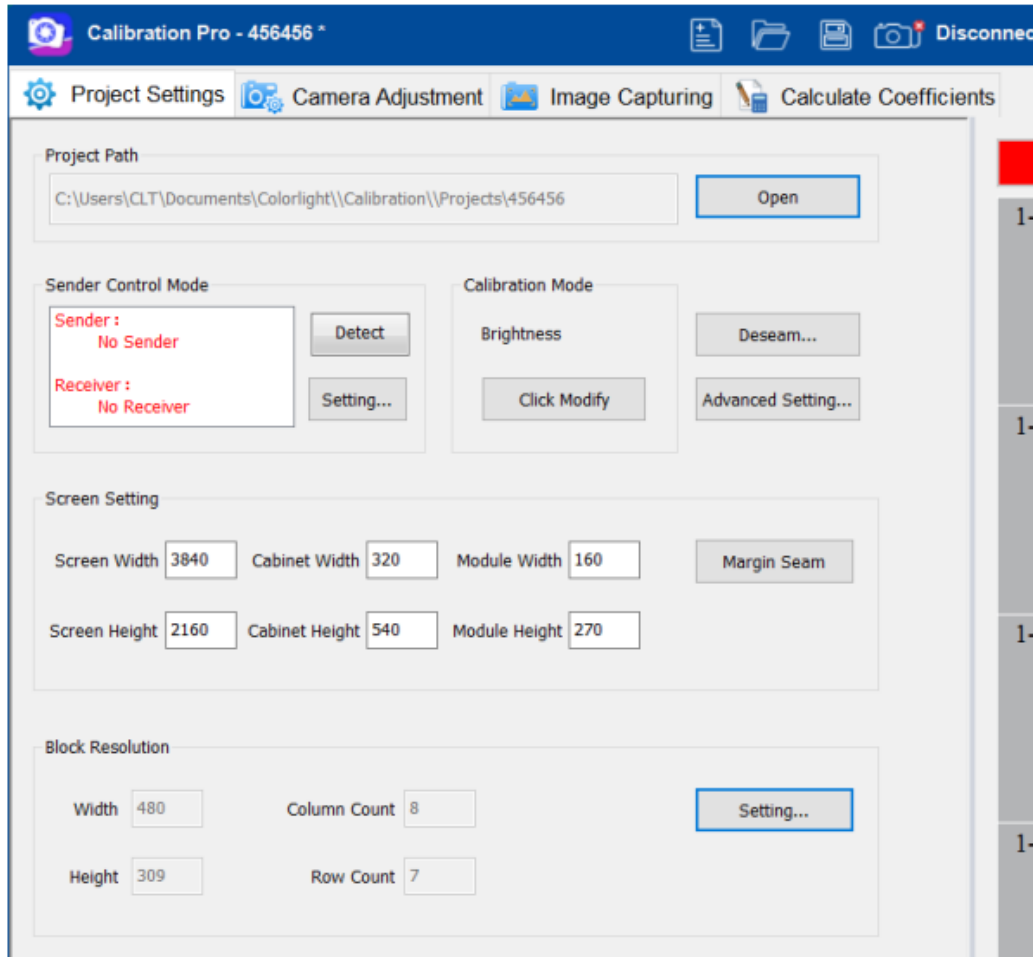 Calibration Pro - 456456 *
Disconnec
Project Settings
Camera Adjustment
Image Capturing
Calculate Coefficients
Project Path
C:\Users\CLT\Documents\Colorlight\\Calibration\\Projects\456456
Open
Sender Control Mode
Sender:
No Sender
Receiver:
No Receiver
Detect
Setting...
Calibration Mode
Brightness
Click Modify
Deseam...
Advanced Setting...
Screen Setting
Screen Width 3840 Cabinet Width 320 Module Width 160
Margin Seam
Screen Height 2160 Cabinet Height 540 Module Height 270
Block Resolution
Width 480 Column Count 8
Setting...
Height 309 Row Count 7
1-
1-
1-
1-